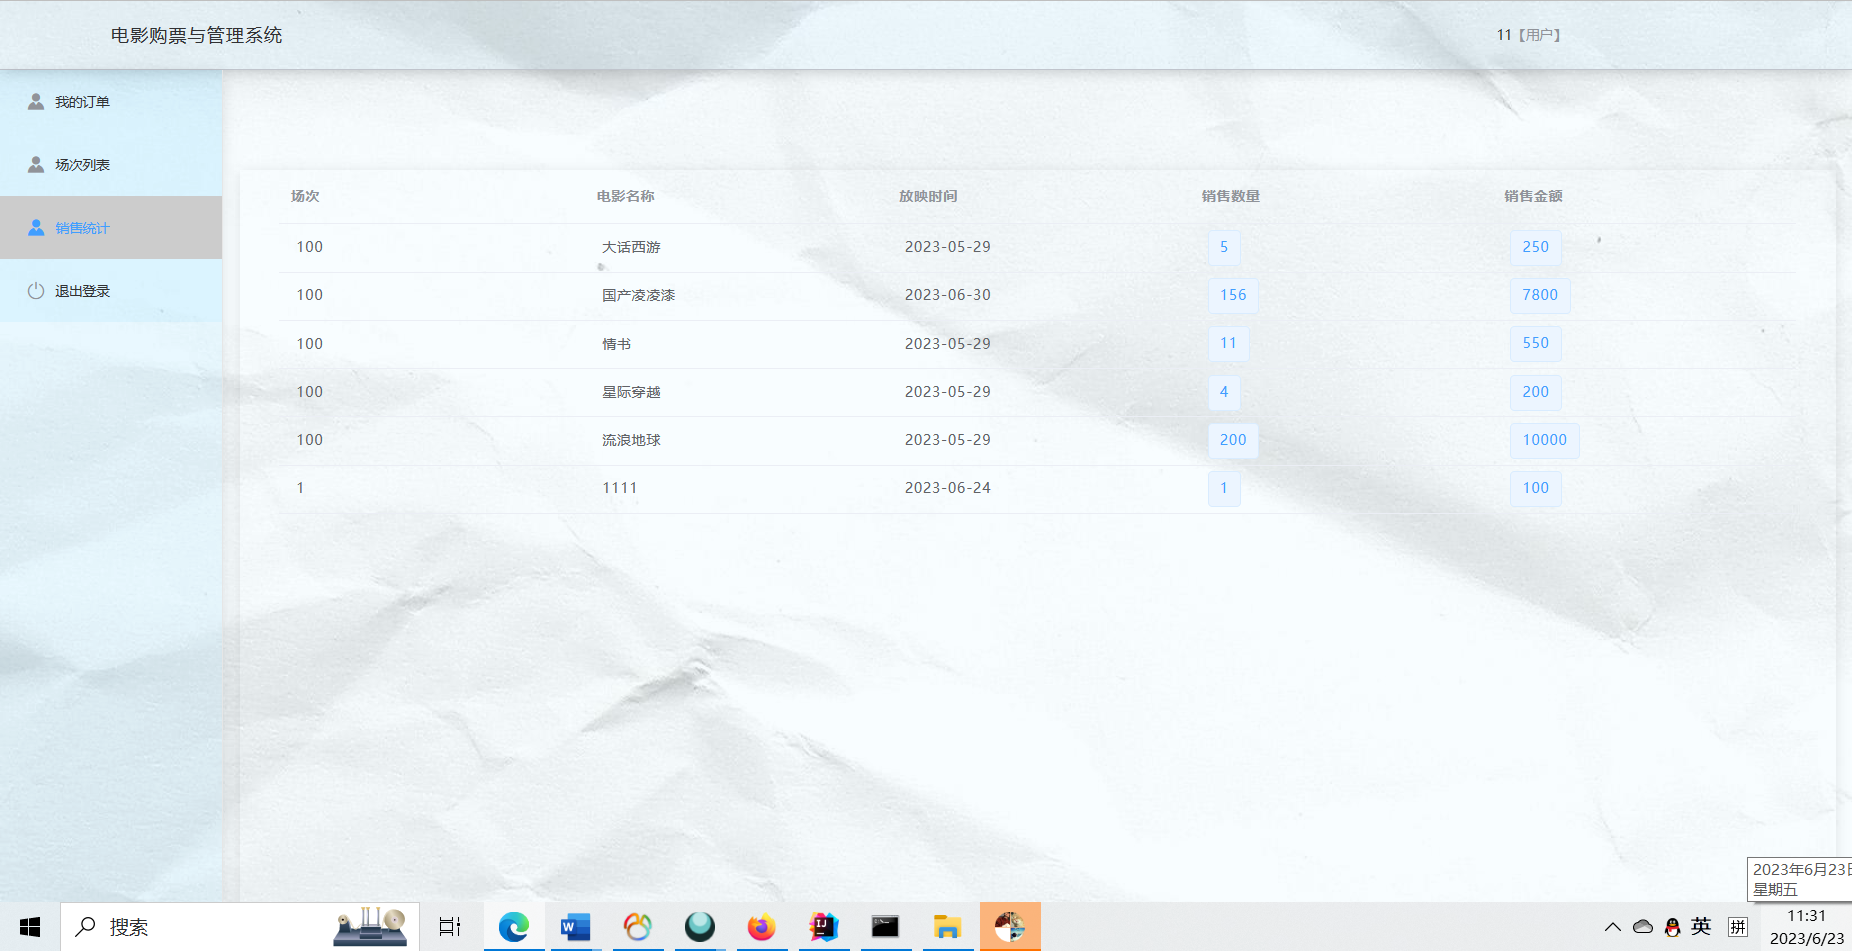 电影购票与管理系统
11【用户】
我的订单
场次列表
销售统计
退出登录
场次 电影名称 放映时间 销售数量 销售金额
100 大话西游 2023-05-29 5 250
100 国产凌凌漆 2023-06-30 156 7800
100 情书 2023-05-29 11 550
100 星际穿越 2023-05-29 4 200
100 流浪地球 2023-05-29 200 10000
1 1111 2023-06-24 1 100
2023年6月23日
星期五
搜索
英
拼
11:31
2023/6/23